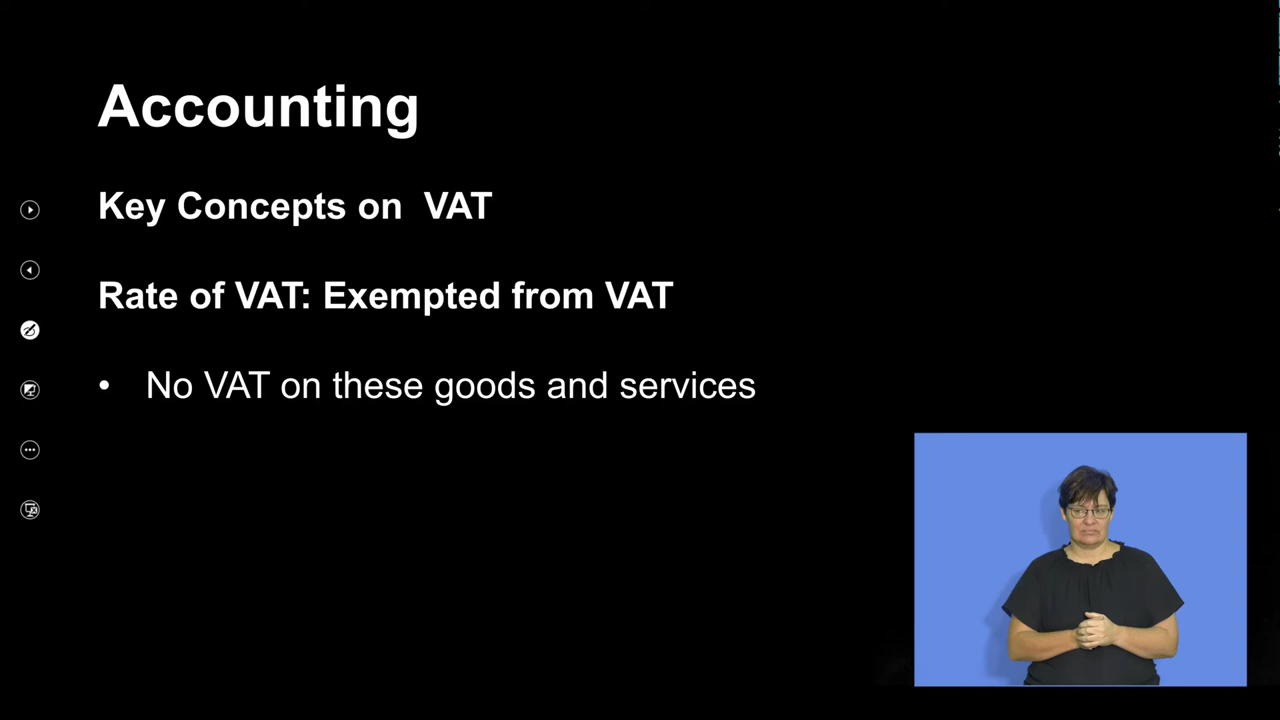 Accounting
Key Concepts on VAT
Rate of VAT: Exempted from VAT
• No VAT on these goods and services